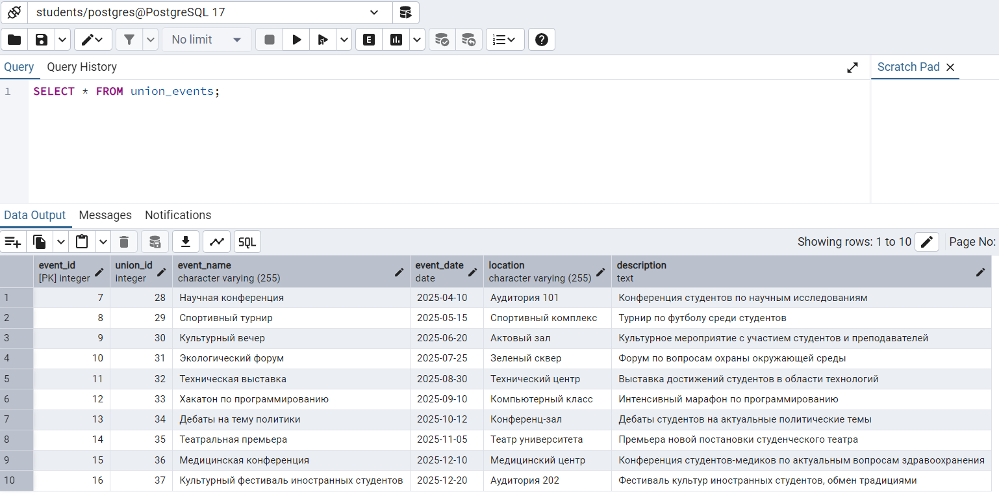 students/postgres@PostgreSQL 17
No limit
E
Query Query History Scratch Pad
1 SELECT * FROM union_events;
Data Output Messages Notifications
SQL Showing rows: 1 to 10 Page No:
event_id union_id event_name event_date location description
[PK] integer integer character varying (255) date character varying (255) text
1 7 28 Научная конференция 2025-04-10 Аудитория 101 Конференция студентов по научным исследованиям
2 8 29 Спортивный турнир 2025-05-15 Спортивный комплекс Турнир по футболу среди студентов
3 9 30 Культурный вечер 2025-06-20 Актовый зал Культурное мероприятие с участием студентов и преподавателей
4 10 31 Экологический форум 2025-07-25 Зеленый сквер Форум по вопросам охраны окружающей среды
5 11 32 Техническая выставка 2025-08-30 Технический центр Выставка достижений студентов в области технологий
6 12 33 Хакатон по программированию 2025-09-10 Компьютерный класс Интенсивный марафон по программированию
7 13 34 Дебаты на тему политики 2025-10-12 Конференц-зал Дебаты студентов на актуальные политические темы
8 14 35 Театральная премьера 2025-11-05 Театр университета Премьера новой постановки студенческого театра
9 15 36 Медицинская конференция 2025-12-10 Медицинский центр Конференция студентов-медиков по актуальным вопросам здравоохранения
10 16 37 Культурный фестиваль иностранных студентов 2025-12-20 Аудитория 202 Фестиваль культур иностранных студентов, обмен традициями